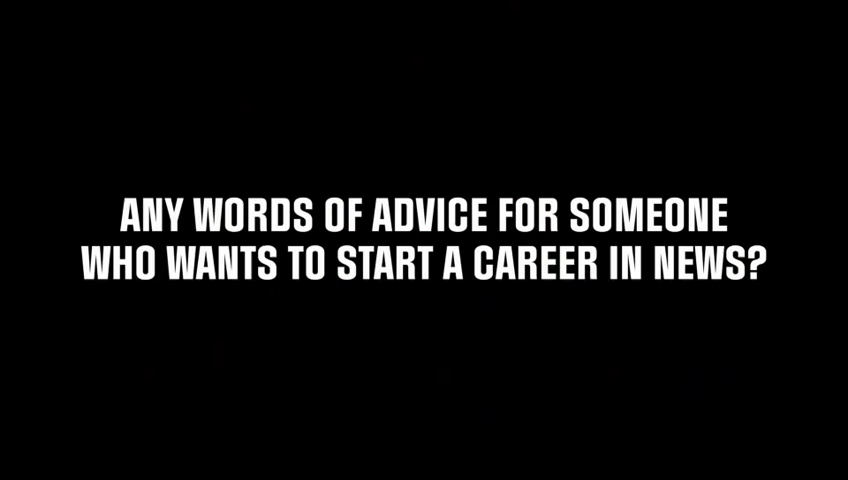 ANY WORDS OF ADVICE FOR SOMEONE
WHO WANTS TO START A CAREER IN NEWS?